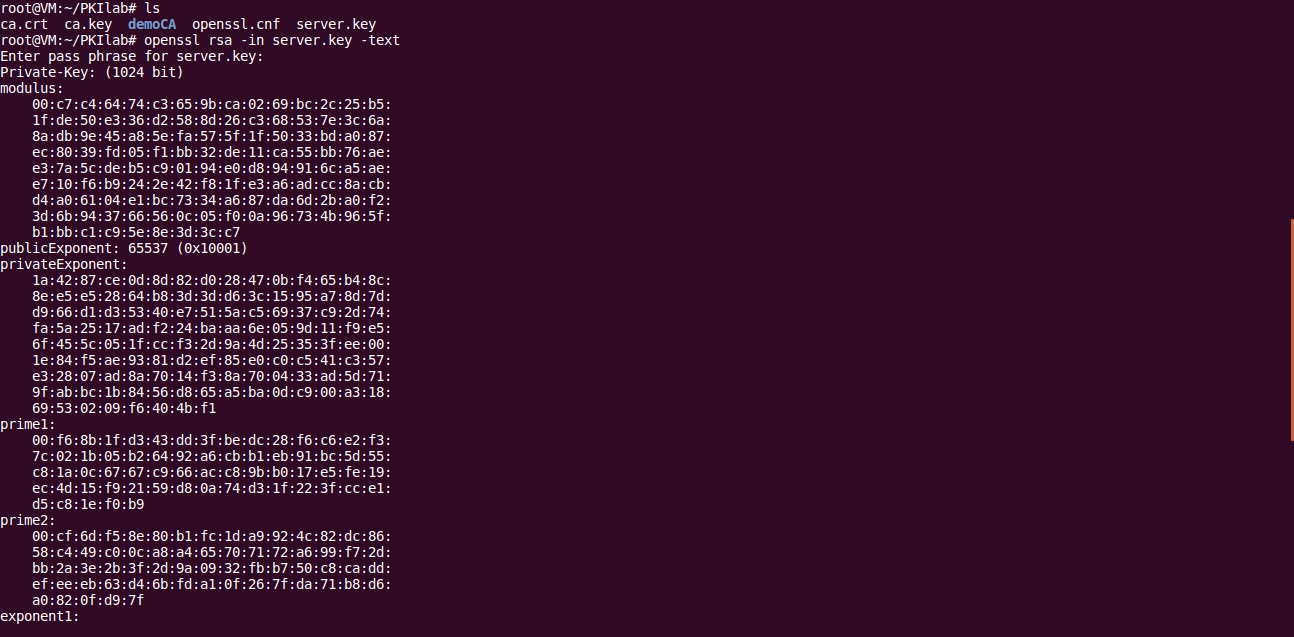 root@VM:~/PKIlab# ls
ca.crt  ca.key  demoCA  openssl.cnf  server.key
root@VM:~/PKIlab# openssl rsa -in server.key -text
Enter pass phrase for server.key:
Private-Key: (1024 bit)
modulus:
    00:c7:c4:64:74:c3:65:9b:ca:02:69:bc:2c:25:b5:
    1f:de:50:e3:36:d2:58:8d:26:c3:68:53:7e:3c:6a:
    8a:db:9e:45:a8:5e:fa:57:5f:1f:50:33:bd:a0:87:
    ec:80:39:fd:05:f1:bb:32:de:11:ca:55:bb:76:ae:
    e3:7a:5c:de:b5:c9:01:94:e0:d8:94:91:6c:a5:ae:
    e7:10:f6:b9:24:2e:42:f8:1f:e3:a6:ad:cc:8a:cb:
    d4:a0:61:04:e1:bc:73:34:a6:87:da:6d:2b:a0:f2:
    3d:6b:94:37:66:56:0c:05:f0:0a:96:73:4b:96:5f:
    b1:bb:c1:c9:5e:8e:3d:3c:c7
publicExponent: 65537 (0x10001)
privateExponent:
    1a:42:87:ce:0d:8d:82:d0:28:47:0b:f4:65:b4:8c:
    8e:e5:e5:28:64:b8:3d:3d:d6:3c:15:95:a7:8d:7d:
    d9:66:d1:d3:53:40:e7:51:5a:c5:69:37:c9:2d:74:
    fa:5a:25:17:ad:f2:24:ba:aa:6e:05:9d:11:f9:e5:
    6f:45:5c:05:1f:cc:f3:2d:9a:4d:25:35:3f:ee:00:
    1e:84:f5:ae:93:81:d2:ef:85:e0:c0:c5:41:c3:57:
    e3:28:07:ad:8a:70:14:f3:8a:70:04:33:ad:5d:71:
    9f:ab:bc:1b:84:56:d8:65:a5:ba:0d:c9:00:a3:18:
    69:53:02:09:f6:40:4b:f1
prime1:
    00:f6:8b:1f:d3:43:dd:3f:be:dc:28:f6:c6:e2:f3:
    7c:02:1b:05:b2:64:92:a6:cb:b1:eb:91:bc:5d:55:
    c8:1a:0c:67:67:c9:66:ac:c8:9b:b0:17:e5:fe:19:
    ec:4d:15:f9:21:59:d8:0a:74:d3:1f:22:3f:cc:e1:
    d5:c8:1e:f0:b9
prime2:
    00:cf:6d:f5:8e:80:b1:fc:1d:a9:92:4c:82:dc:86:
    58:c4:49:c0:0c:a8:a4:65:70:71:72:a6:99:f7:2d:
    bb:2a:3e:2b:3f:2d:9a:09:32:fb:b7:50:c8:ca:dd:
    ef:ee:eb:63:d4:6b:fd:a1:0f:26:7f:da:71:b8:d6:
    a0:82:0f:d9:7f
exponent1: